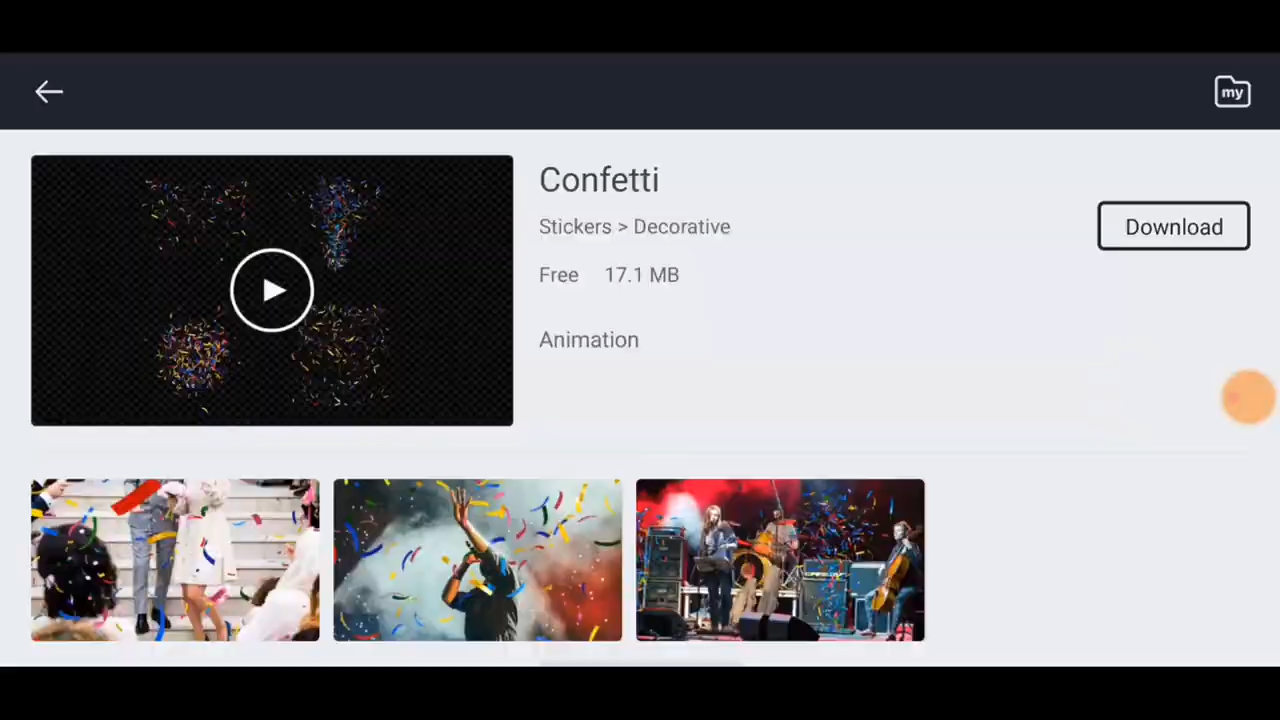 my
Confetti
Stickers > Decorative
Download
Free 17.1 MB
Animation